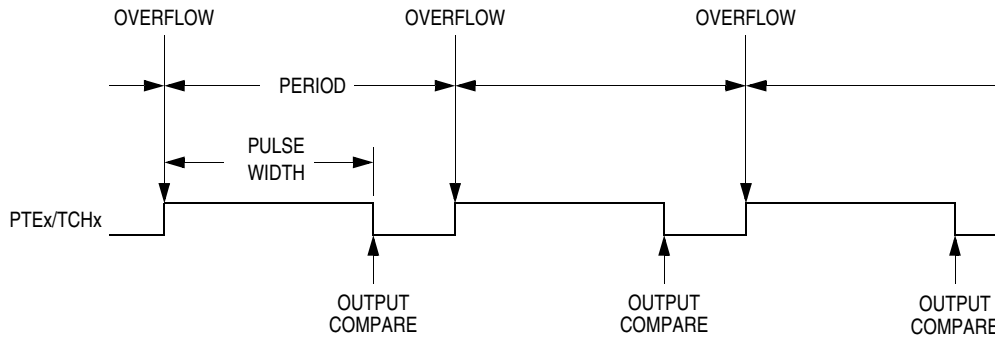 OVERFLOW
OVERFLOW
OVERFLOW
PERIOD
PULSE
WIDTH
PTEx/TCHx
OUTPUT
COMPARE
OUTPUT
COMPARE
OUTPUT
COMPARE